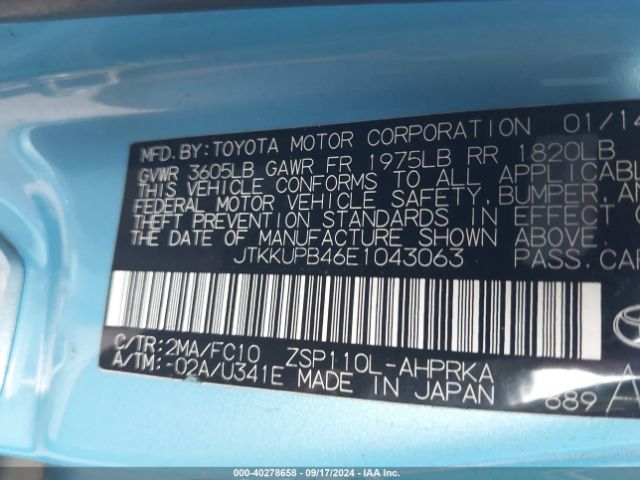 MFD.BY:TOYOTA MOTOR CORPORATION 01/14
GVWR 3605LB GAWR FR 1975LB RR 1820LB
THIS VEHICLE CONFORMS TO ALL APPLICABL
FEDERAL MOTOR VEHICLE SAFETY, BUMPER, A
THEFT PREVENTION STANDARDS IN EFFECT
THE DATE OF MANUFACTURE SHOWN ABOVE.
JTKKUPB46E1043063 PASS.CA
C/TR:2MA/FC10 ZSP110L-AHPRKA
A/TM:-02A/U341E MADE IN JAPAN 889
000-40278658 - 09/17/2024 - IAA Inc.